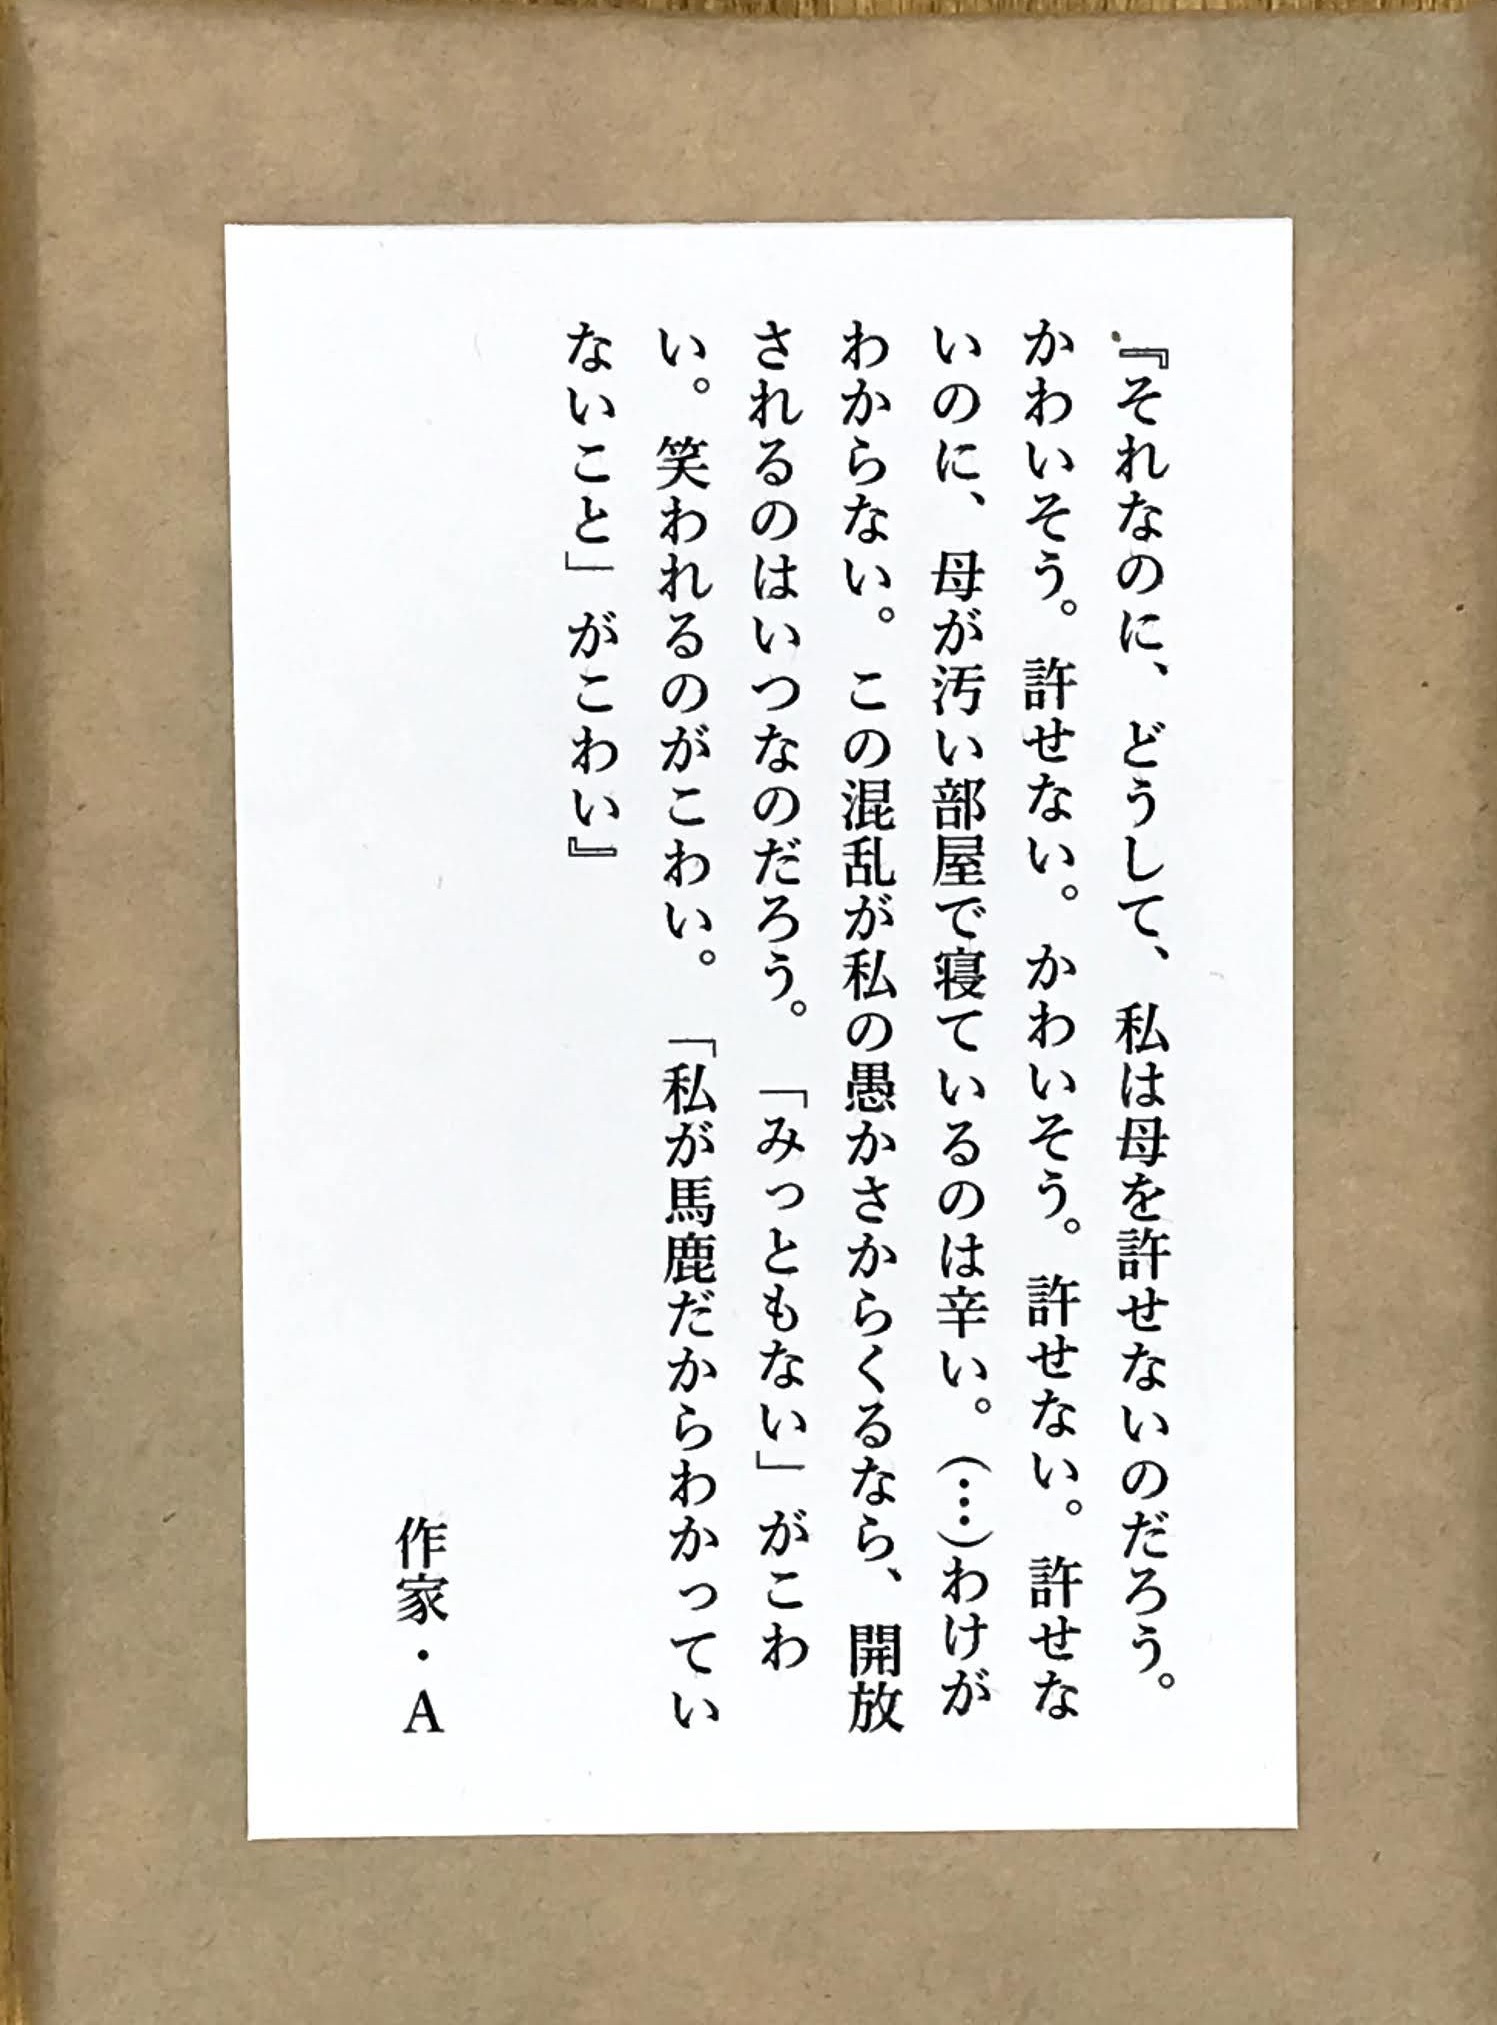 『それなのに、どうして、私は母を許せないのだろう。
かわいそう。許せない。かわいそう。許せない。許せな
いのに、母が汚い部屋で寝ているのは辛い。(…)わけが
わからない。この混乱が私の愚かさからくるなら、開放
されるのはいつなのだろう。「みっともない」がこわ
い。笑われるのがこわい。「私が馬鹿だからわかってい
ないこと」がこわい』
作家・A